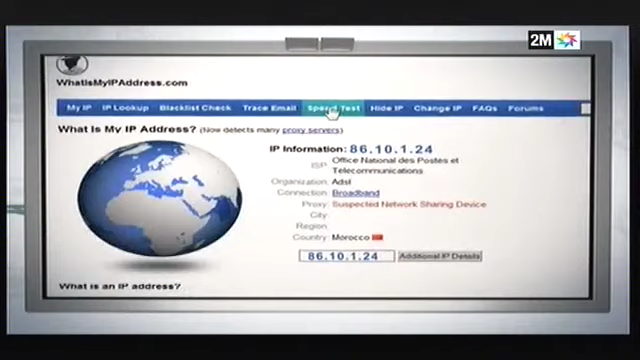 2M
WhatIsMyIPAddress.com
My IP IP Lookup Blacklist Check Trace Email Speed Test Hide IP Change IP FAQs Forums
What Is My IP Address? (Now detects many proxy servers)
IP Information: 86.10.1.24
ISP: Office National des Postes et
Telecommunications
Organization: Adsl
Connection: Broadband
Proxy: Suspected Network Sharing Device
City:
Region:
Country: Morocco
86.10.1.24 Additional IP Details
What is an IP address?